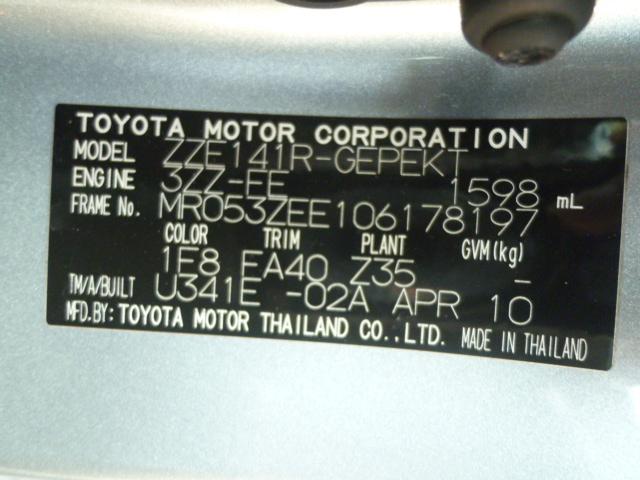 TOYOTA MOTOR CORPORATION
MODEL ZZE141R-GEPEKT
ENGINE 3ZZ-FE 1598 mL
FRAME No. MR053ZEE106178197
COLOR TRIM PLANT GVM(kg)
1F8 FA40 Z35 –
TM/A/BUILT U341E -02A APR 10
MFD.BY: TOYOTA MOTOR THAILAND CO.,LTD. MADE IN THAILAND